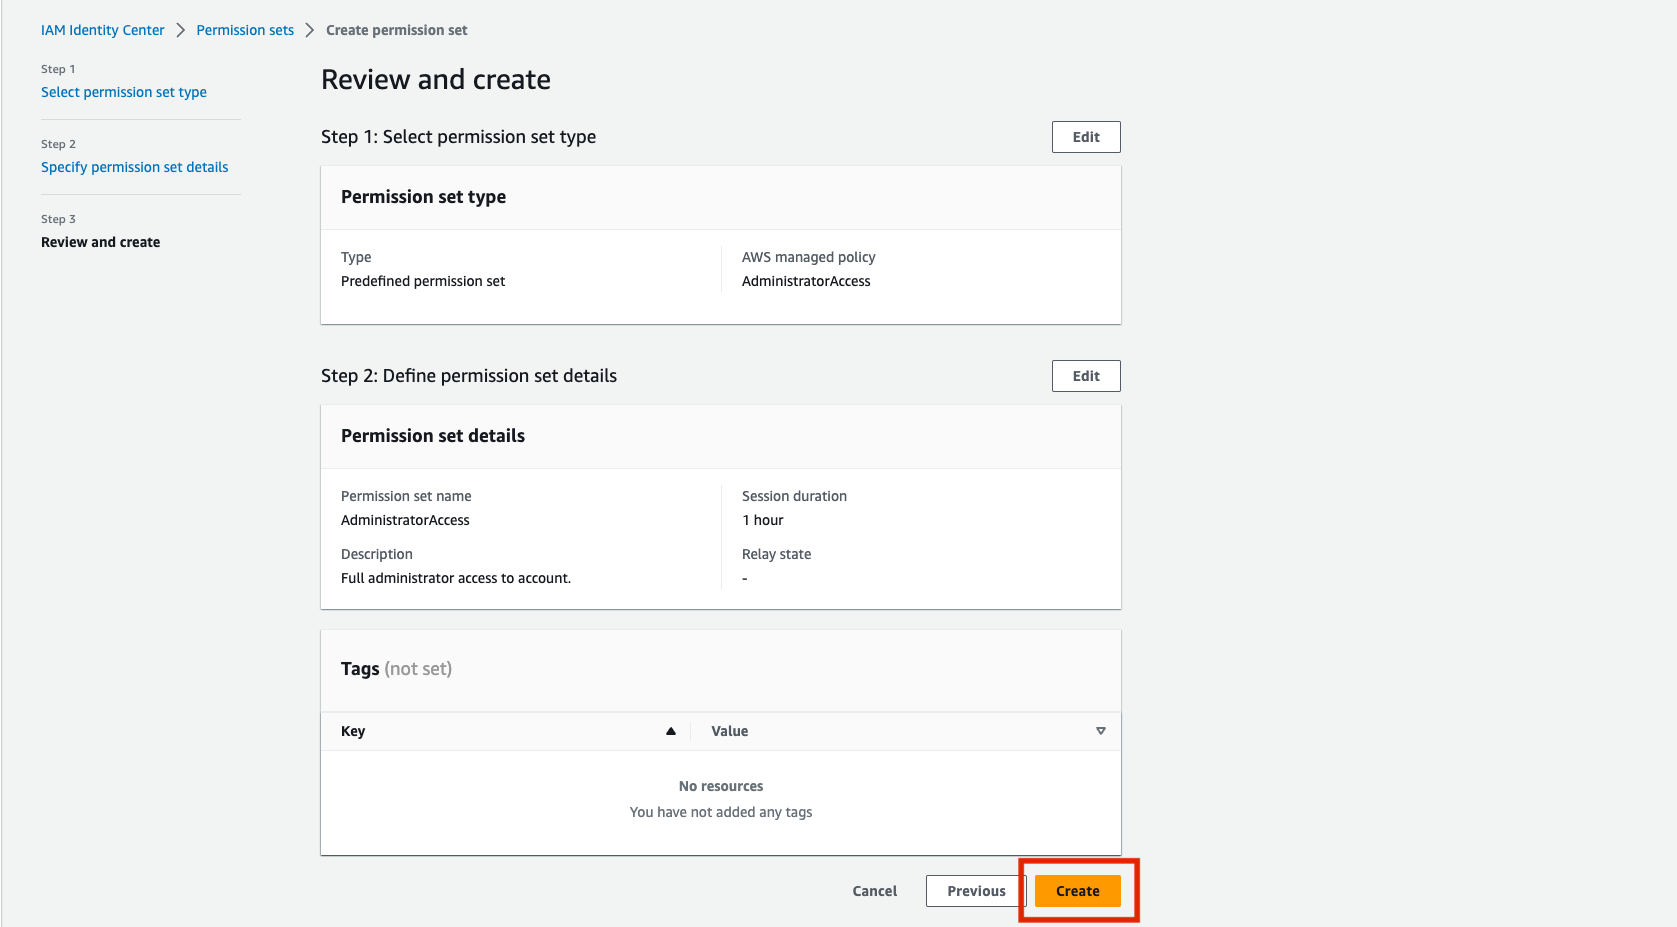 IAM Identity Center > Permission sets > Create permission set
Step 1
Select permission set type
Step 2
Specify permission set details
Step 3
Review and create
Review and create
Step 1: Select permission set type
Edit
Permission set type
Type
Predefined permission set
AWS managed policy
AdministratorAccess
Step 2: Define permission set details
Edit
Permission set details
Permission set name
AdministratorAccess
Description
Full administrator access to account.
Session duration
1 hour
Relay state
-
Tags (not set)
Key Value
No resources
You have not added any tags
Cancel Previous Create